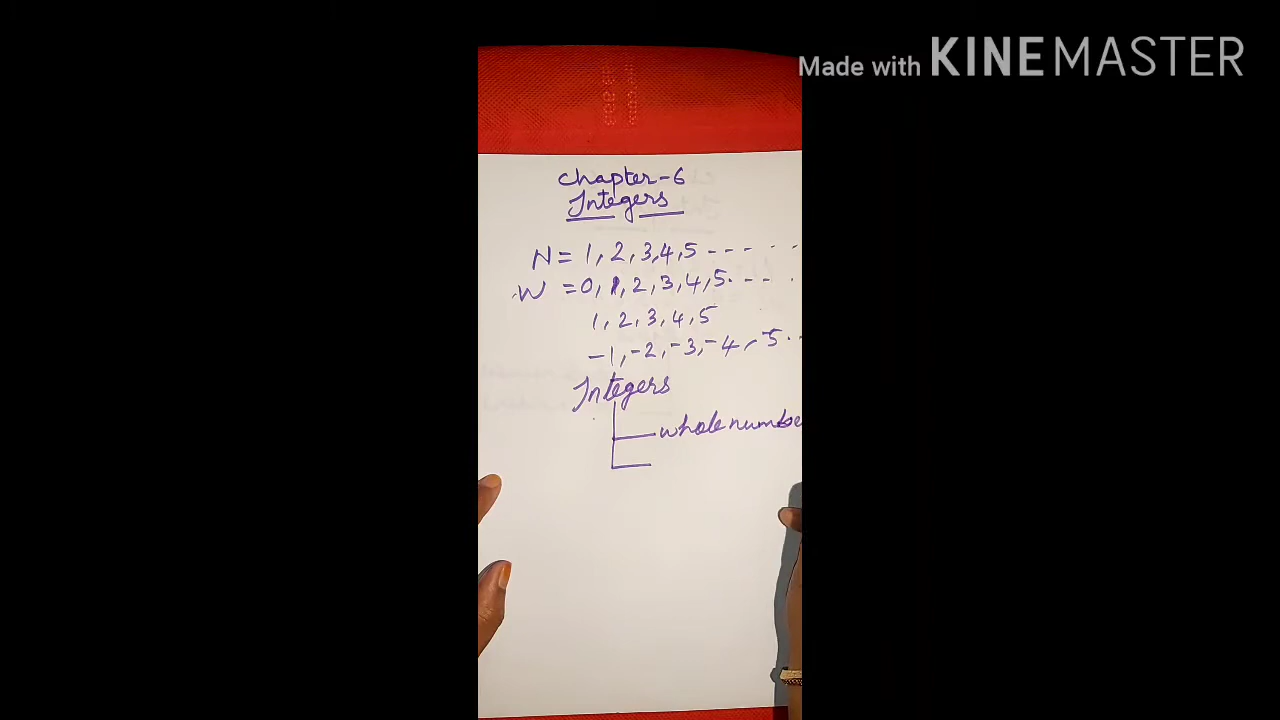 Made with KINEMASTER
Chapter-6
Integers
N = 1, 2, 3, 4, 5 --- - - -
W = 0, 1, 2, 3, 4, 5. --- .
1, 2, 3, 4, 5
-1, -2, -3, -4, -5 - -
Integers
whole numbe